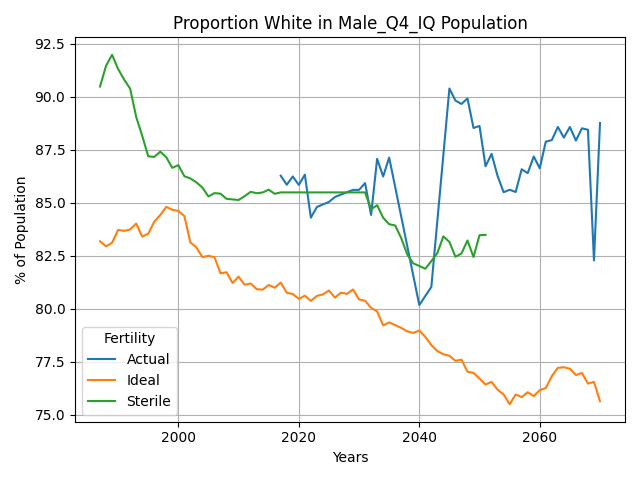 Proportion White in Male_Q4_IQ Population
% of Population
92.5
90.0
87.5
85.0
82.5
80.0
77.5
75.0
Fertility
Actual
Ideal
Sterile
2000
2020
2040
2060
Years